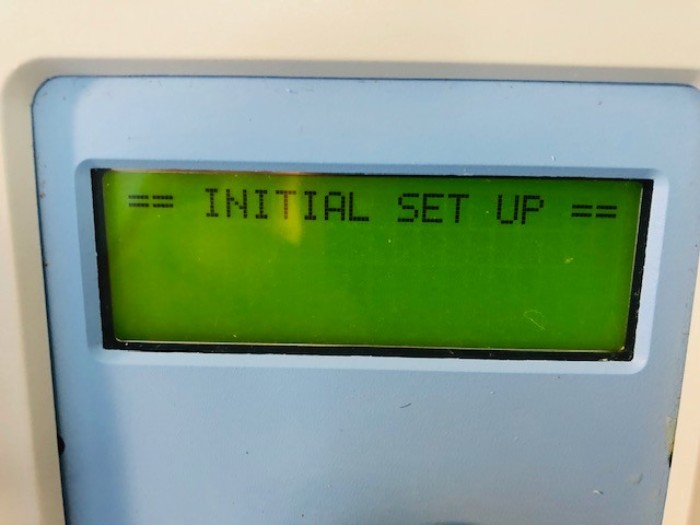 == INITIAL SET UP ==